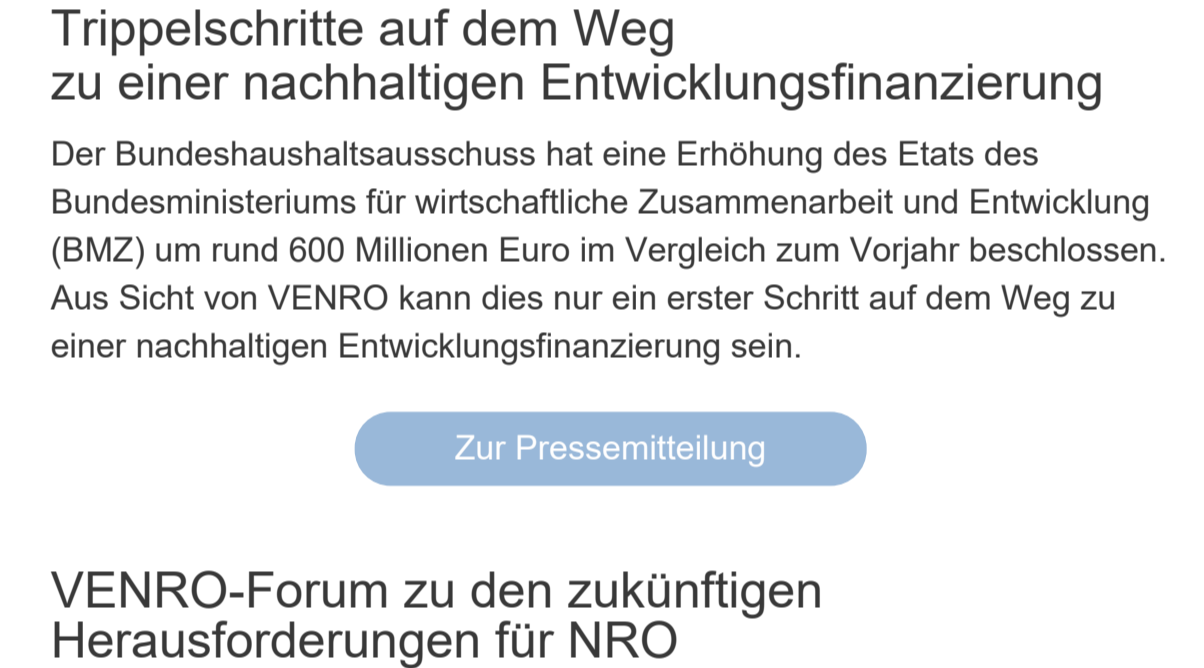 Trippelschritte auf dem Weg
zu einer nachhaltigen Entwicklungsfinanzierung
Der Bundeshaushaltsausschuss hat eine Erhöhung des Etats des
Bundesministeriums für wirtschaftliche Zusammenarbeit und Entwicklung
(BMZ) um rund 600 Millionen Euro im Vergleich zum Vorjahr beschlossen.
Aus Sicht von VENRO kann dies nur ein erster Schritt auf dem Weg zu
einer nachhaltigen Entwicklungsfinanzierung sein.
Zur Pressemitteilung
VENRO-Forum zu den zukünftigen
Herausforderungen für NRO